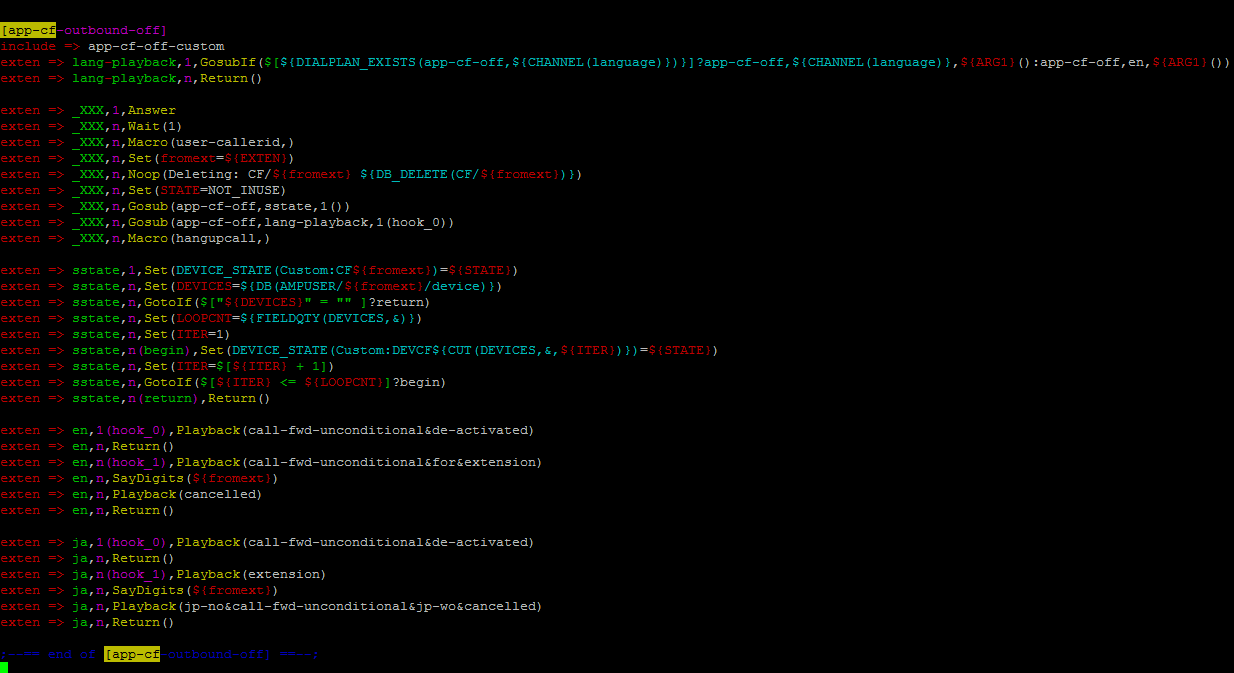 [app-cf-outbound-off]
include => app-cf-off-custom
exten => lang-playback,1,GosubIf($[${DIALPLAN_EXISTS(app-cf-off,${CHANNEL(language)})}]?app-cf-off,${CHANNEL(language)},${ARG1}():app-cf-off,en,${ARG1}())
exten => lang-playback,n,Return()
exten => _XXX,1,Answer
exten => _XXX,n,Wait(1)
exten => _XXX,n,Macro(user-callerid,)
exten => _XXX,n,Set(fromext=${EXTEN})
exten => _XXX,n,Noop(Deleting: CF/${fromext} ${DB_DELETE(CF/${fromext})})
exten => _XXX,n,Set(STATE=NOT_INUSE)
exten => _XXX,n,Gosub(app-cf-off,sstate,1())
exten => _XXX,n,Gosub(app-cf-off,lang-playback,1(hook_0))
exten => _XXX,n,Macro(hangupcall,)
exten => sstate,1,Set(DEVICE_STATE(Custom:CF${fromext})=${STATE})
exten => sstate,n,Set(DEVICES=${DB(AMPUSER/${fromext}/device)})
exten => sstate,n,GotoIf($["${DEVICES}" = "" ]?return)
exten => sstate,n,Set(LOOPCNT=${FIELDQTY(DEVICES,&)})
exten => sstate,n,Set(ITER=1)
exten => sstate,n(begin),Set(DEVICE_STATE(Custom:DEVCF${CUT(DEVICES,&,${ITER})})=${STATE})
exten => sstate,n,Set(ITER=$[${ITER} + 1])
exten => sstate,n,GotoIf($[${ITER} <= ${LOOPCNT}]?begin)
exten => sstate,n(return),Return()
exten => en,1(hook_0),Playback(call-fwd-unconditional&de-activated)
exten => en,n,Return()
exten => en,n(hook_1),Playback(call-fwd-unconditional&for&extension)
exten => en,n,SayDigits(${fromext})
exten => en,n,Playback(cancelled)
exten => en,n,Return()
exten => ja,1(hook_0),Playback(call-fwd-unconditional&de-activated)
exten => ja,n,Return()
exten => ja,n(hook_1),Playback(extension)
exten => ja,n,SayDigits(${fromext})
exten => ja,n,Playback(jp-no&call-fwd-unconditional&jp-wo&cancelled)
exten => ja,n,Return()
;--== end of [app-cf-outbound-off] ==--;